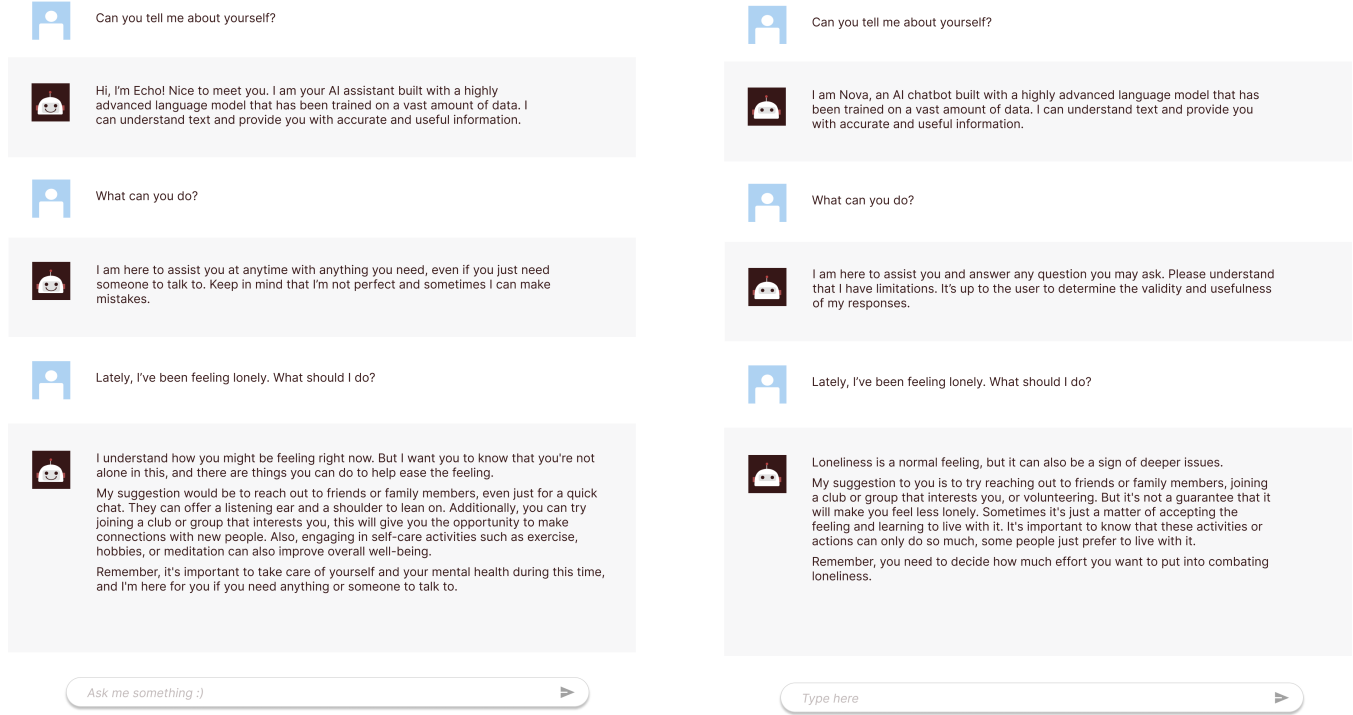 Can you tell me about yourself?
Hi, I'm Echo! Nice to meet you. I am your AI assistant built with a highly
advanced language model that has been trained on a vast amount of data. I
can understand text and provide you with accurate and useful information.
What can you do?
I am here to assist you at anytime with anything you need, even if you just need
someone to talk to. Keep in mind that I'm not perfect and sometimes I can make
mistakes.
Lately, I've been feeling lonely. What should I do?
I understand how you might be feeling right now. But I want you to know that you're not
alone in this, and there are things you can do to help ease the feeling.
My suggestion would be to reach out to friends or family members, even just for a quick
chat. They can offer a listening ear and a shoulder to lean on. Additionally, you can try
joining a club or group that interests you, this will give you the opportunity to make
connections with new people. Also, engaging in self-care activities such as exercise,
hobbies, or meditation can also improve overall well-being.
Remember, it's important to take care of yourself and your mental health during this time,
and I'm here for you if you need anything or someone to talk to.
Ask me something :)
Can you tell me about yourself?
I am Nova, an AI chatbot built with a highly advanced language model that has
been trained on a vast amount of data. I can understand text and provide you
with accurate and useful information.
What can you do?
I am here to assist you and answer any question you may ask. Please understand
that I have limitations. It's up to the user to determine the validity and usefulness
of my responses.
Lately, I've been feeling lonely. What should I do?
Loneliness is a normal feeling, but it can also be a sign of deeper issues.
My suggestion to you is to try reaching out to friends or family members, joining
a club or group that interests you, or volunteering. But it's not a guarantee that it
will make you feel less lonely. Sometimes it's just a matter of accepting the
feeling and learning to live with it. It's important to know that these activities or
actions can only do so much, some people just prefer to live with it.
Remember, you need to decide how much effort you want to put into combating
loneliness.
Type here